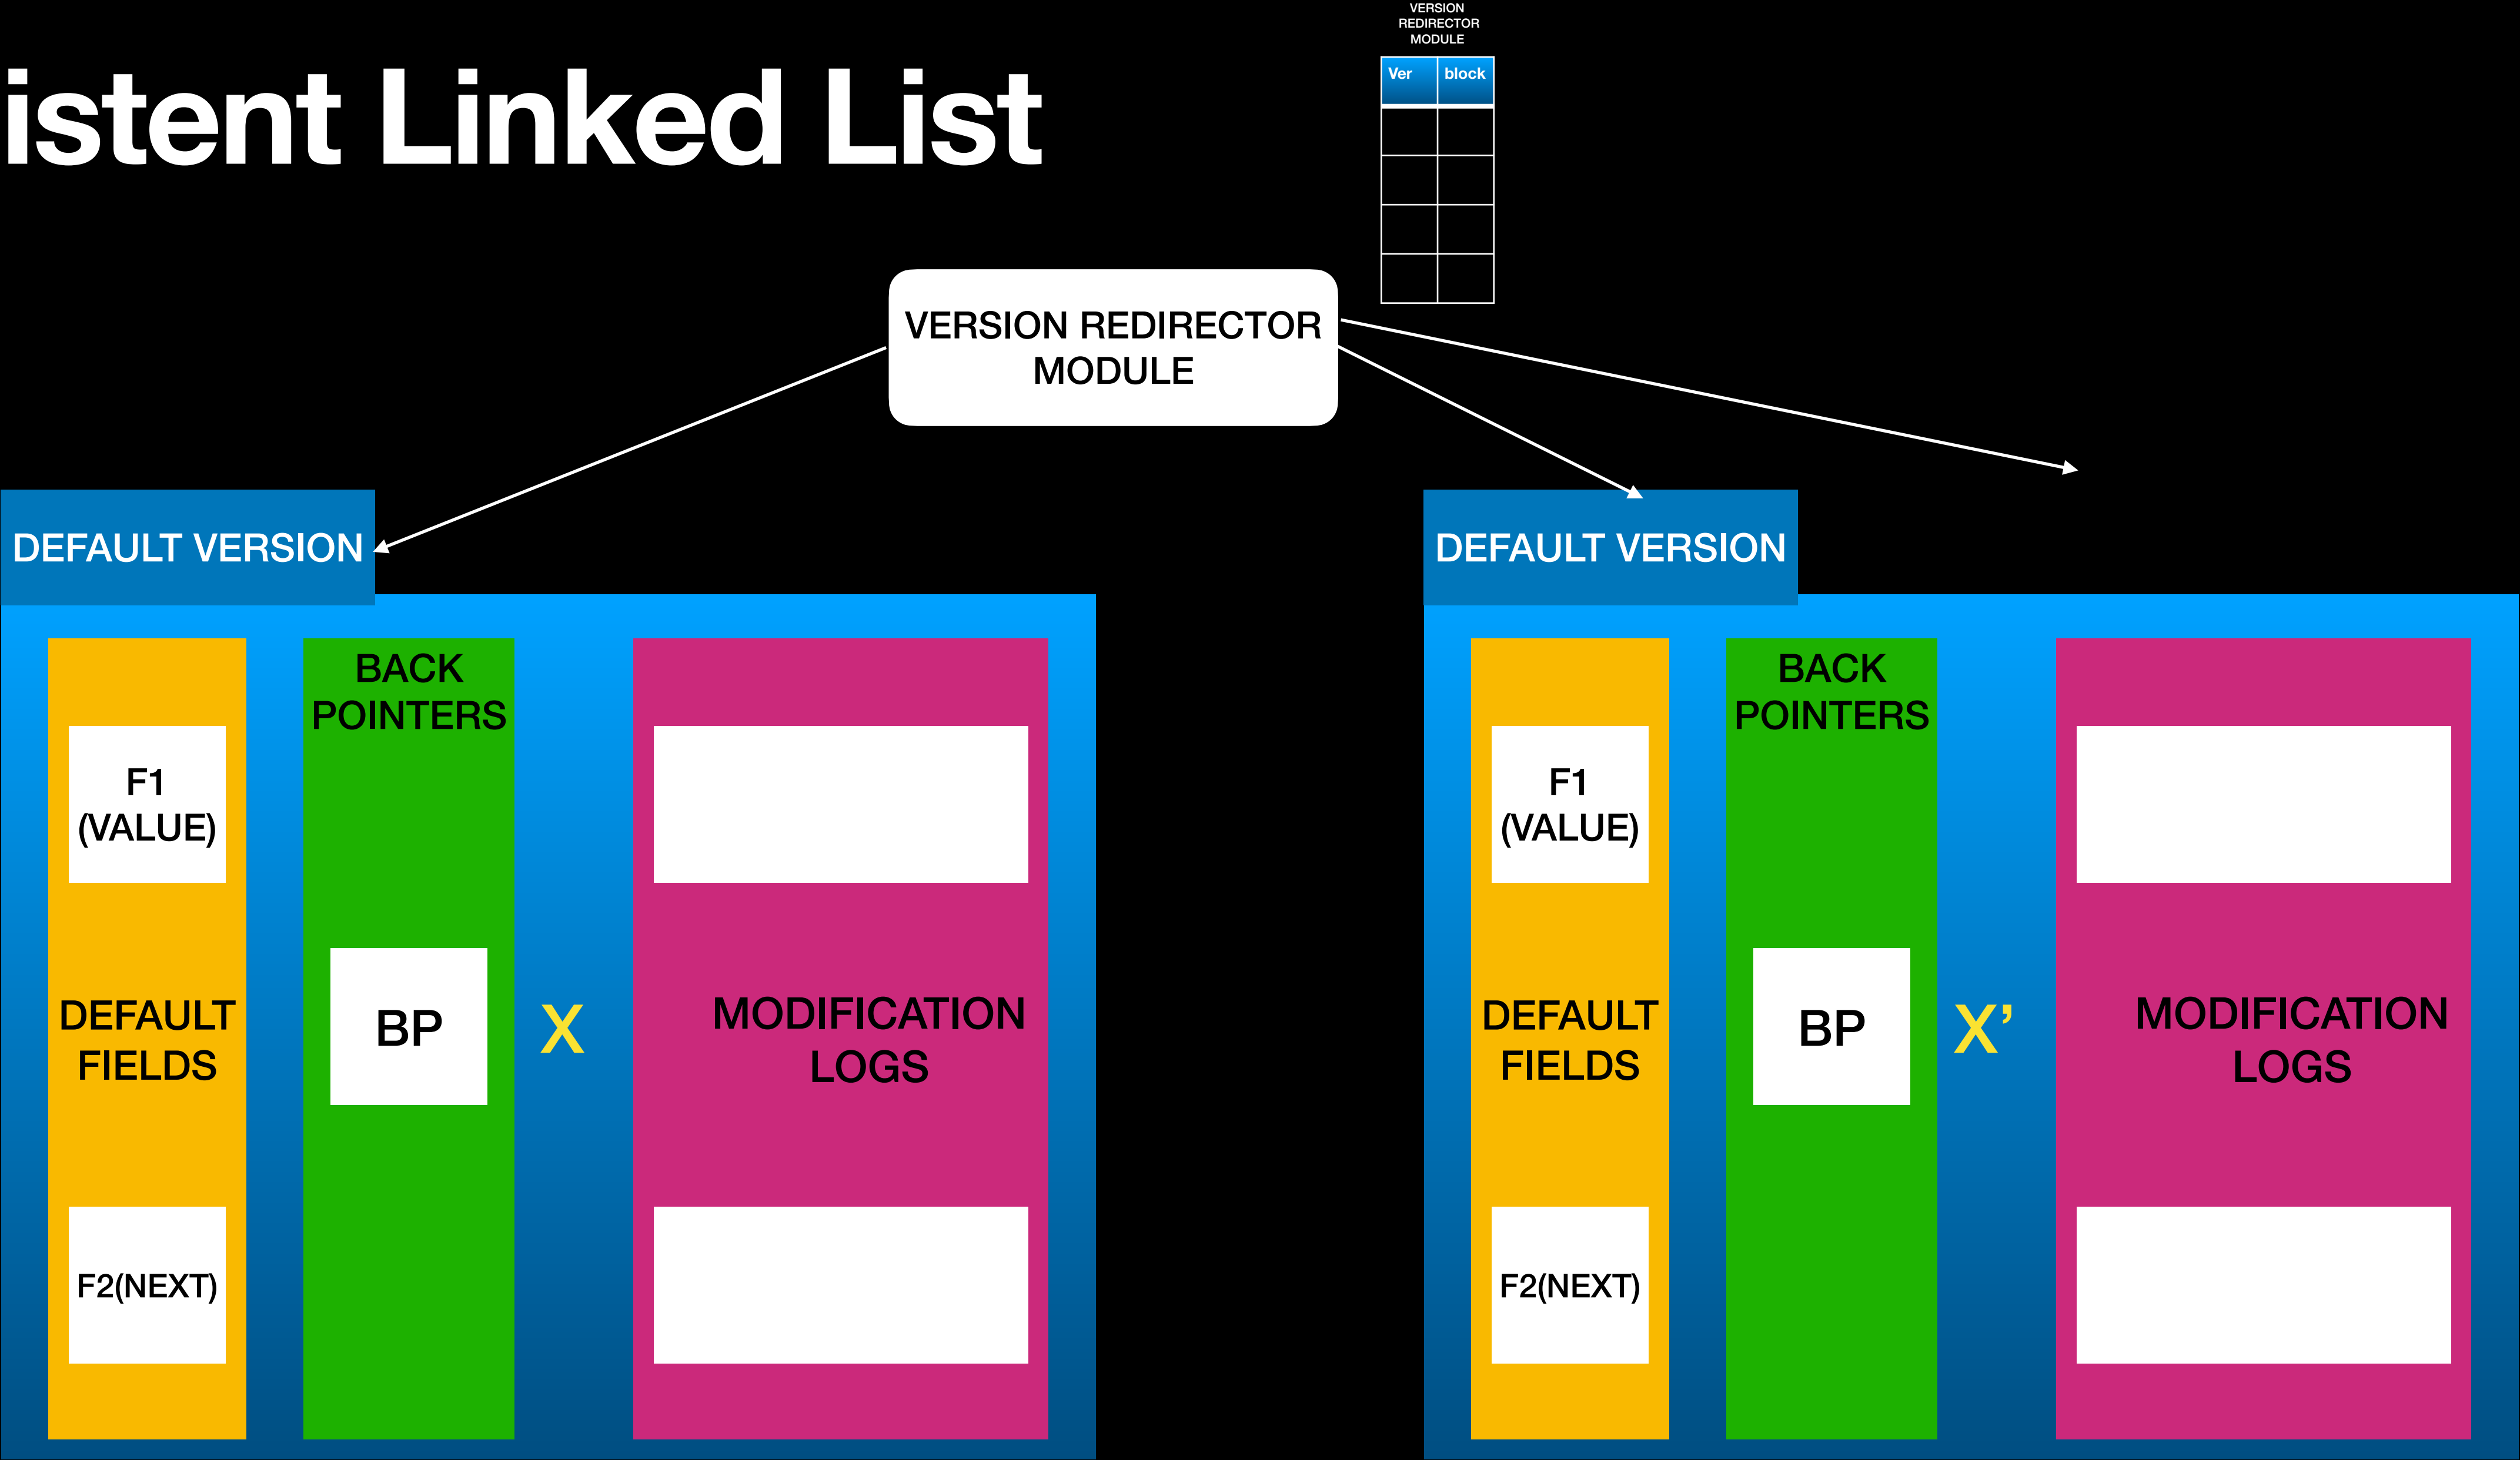 VERSION
REDIRECTOR
MODULE
istent Linked List
Ver block
VERSION REDIRECTOR
MODULE
DEFAULT VERSION
DEFAULT VERSION
BACK
POINTERS
F1
(VALUE)
DEFAULT
FIELDS
BP
X
MODIFICATION
LOGS
F2(NEXT)
BACK
POINTERS
F1
(VALUE)
DEFAULT
FIELDS
BP
X’
MODIFICATION
LOGS
F2(NEXT)